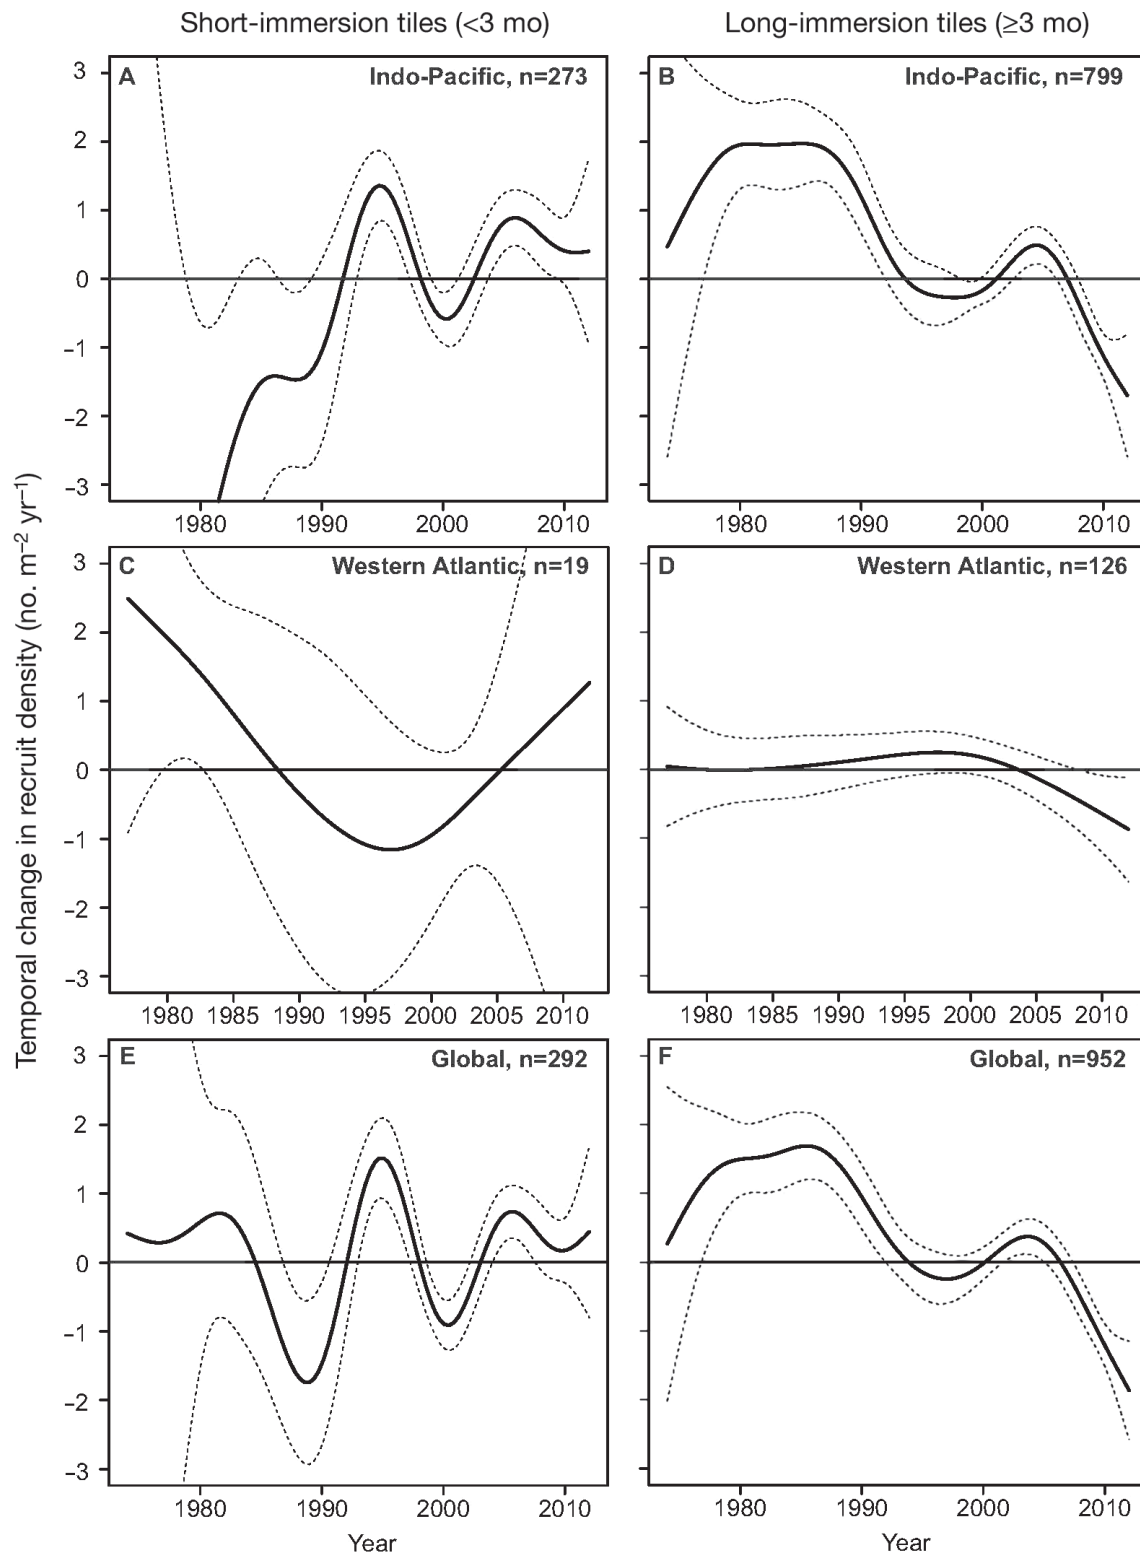 Short-immersion tiles (<3 mo)
Long-immersion tiles (≥3 mo)
Temporal change in recruit density (no. m⁻² yr⁻¹)
A
Indo-Pacific, n=273
3
2
1
0
–1
–2
–3
1980 1990 2000 2010
B
Indo-Pacific, n=799
1980 1990 2000 2010
C
Western Atlantic, n=19
3
2
1
0
–1
–2
–3
1980 1985 1990 1995 2000 2005 2010
D
Western Atlantic, n=126
1980 1985 1990 1995 2000 2005 2010
E
Global, n=292
3
2
1
0
–1
–2
–3
1980 1990 2000 2010
Year
F
Global, n=952
1980 1990 2000 2010
Year